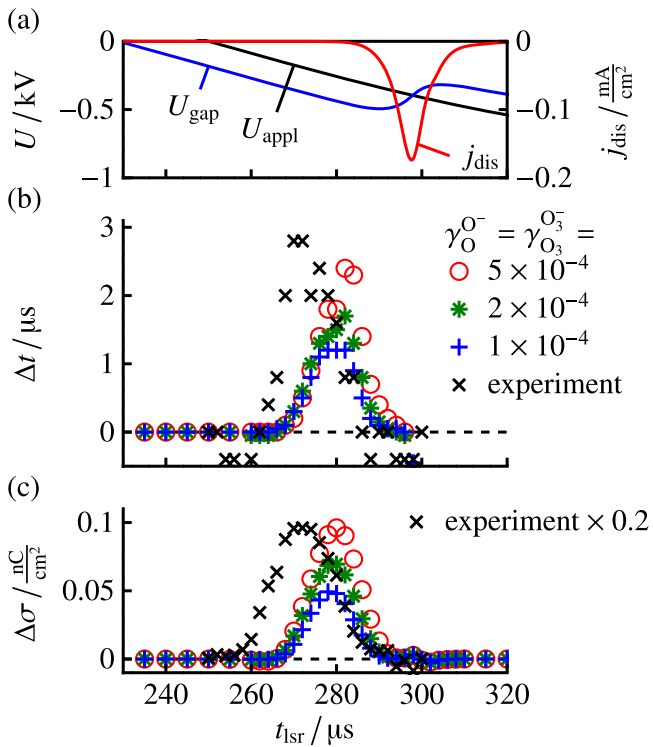 (a)
0
−0.5
−1
U / kV
U_gap
U_appl
j_dis
0
−0.1
−0.2
j_dis / mA/cm²
(b)
3
2
1
0
Δt / μs
γ_O^{O⁻} = γ_{O₃}^{O₃⁻} =
5 × 10⁻⁴
2 × 10⁻⁴
1 × 10⁻⁴
experiment
(c)
0.1
0.05
0
Δσ / nC/cm²
experiment × 0.2
240 260 280 300 320
t_lsr / μs